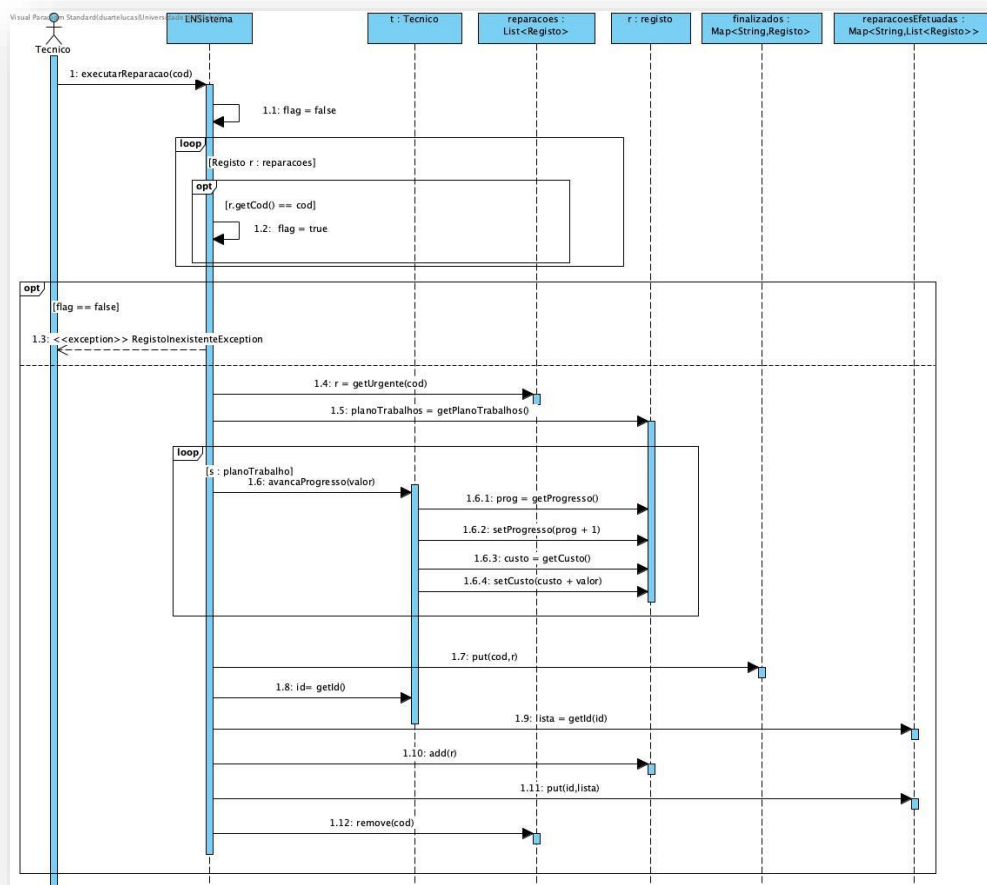 Visual Paradigm Standard(duartelucas(Universidade
LNSistema
t : Tecnico
reparacoes :
List<Registo>
r : registo
finalizados :
Map<String,Registo>
reparacoesEfetuadas :
Map<String,List<Registo>>
Tecnico
1: executarReparacao(cod)
1.1: flag = false
loop
[Registo r : reparacoes]
opt
[r.getCod() == cod]
1.2: flag = true
opt
[flag == false]
1.3: <<exception>> RegistoInexistenteException
1.4: r = getUrgente(cod)
1.5: planoTrabalhos = getPlanoTrabalhos()
loop
[s : planoTrabalho]
1.6: avancaProgresso(valor)
1.6.1: prog = getProgresso()
1.6.2: setProgresso(prog + 1)
1.6.3: custo = getCusto()
1.6.4: setCusto(custo + valor)
1.7: put(cod,r)
1.8: id= getId()
1.9: lista = getId(id)
1.10: add(r)
1.11: put(id,lista)
1.12: remove(cod)